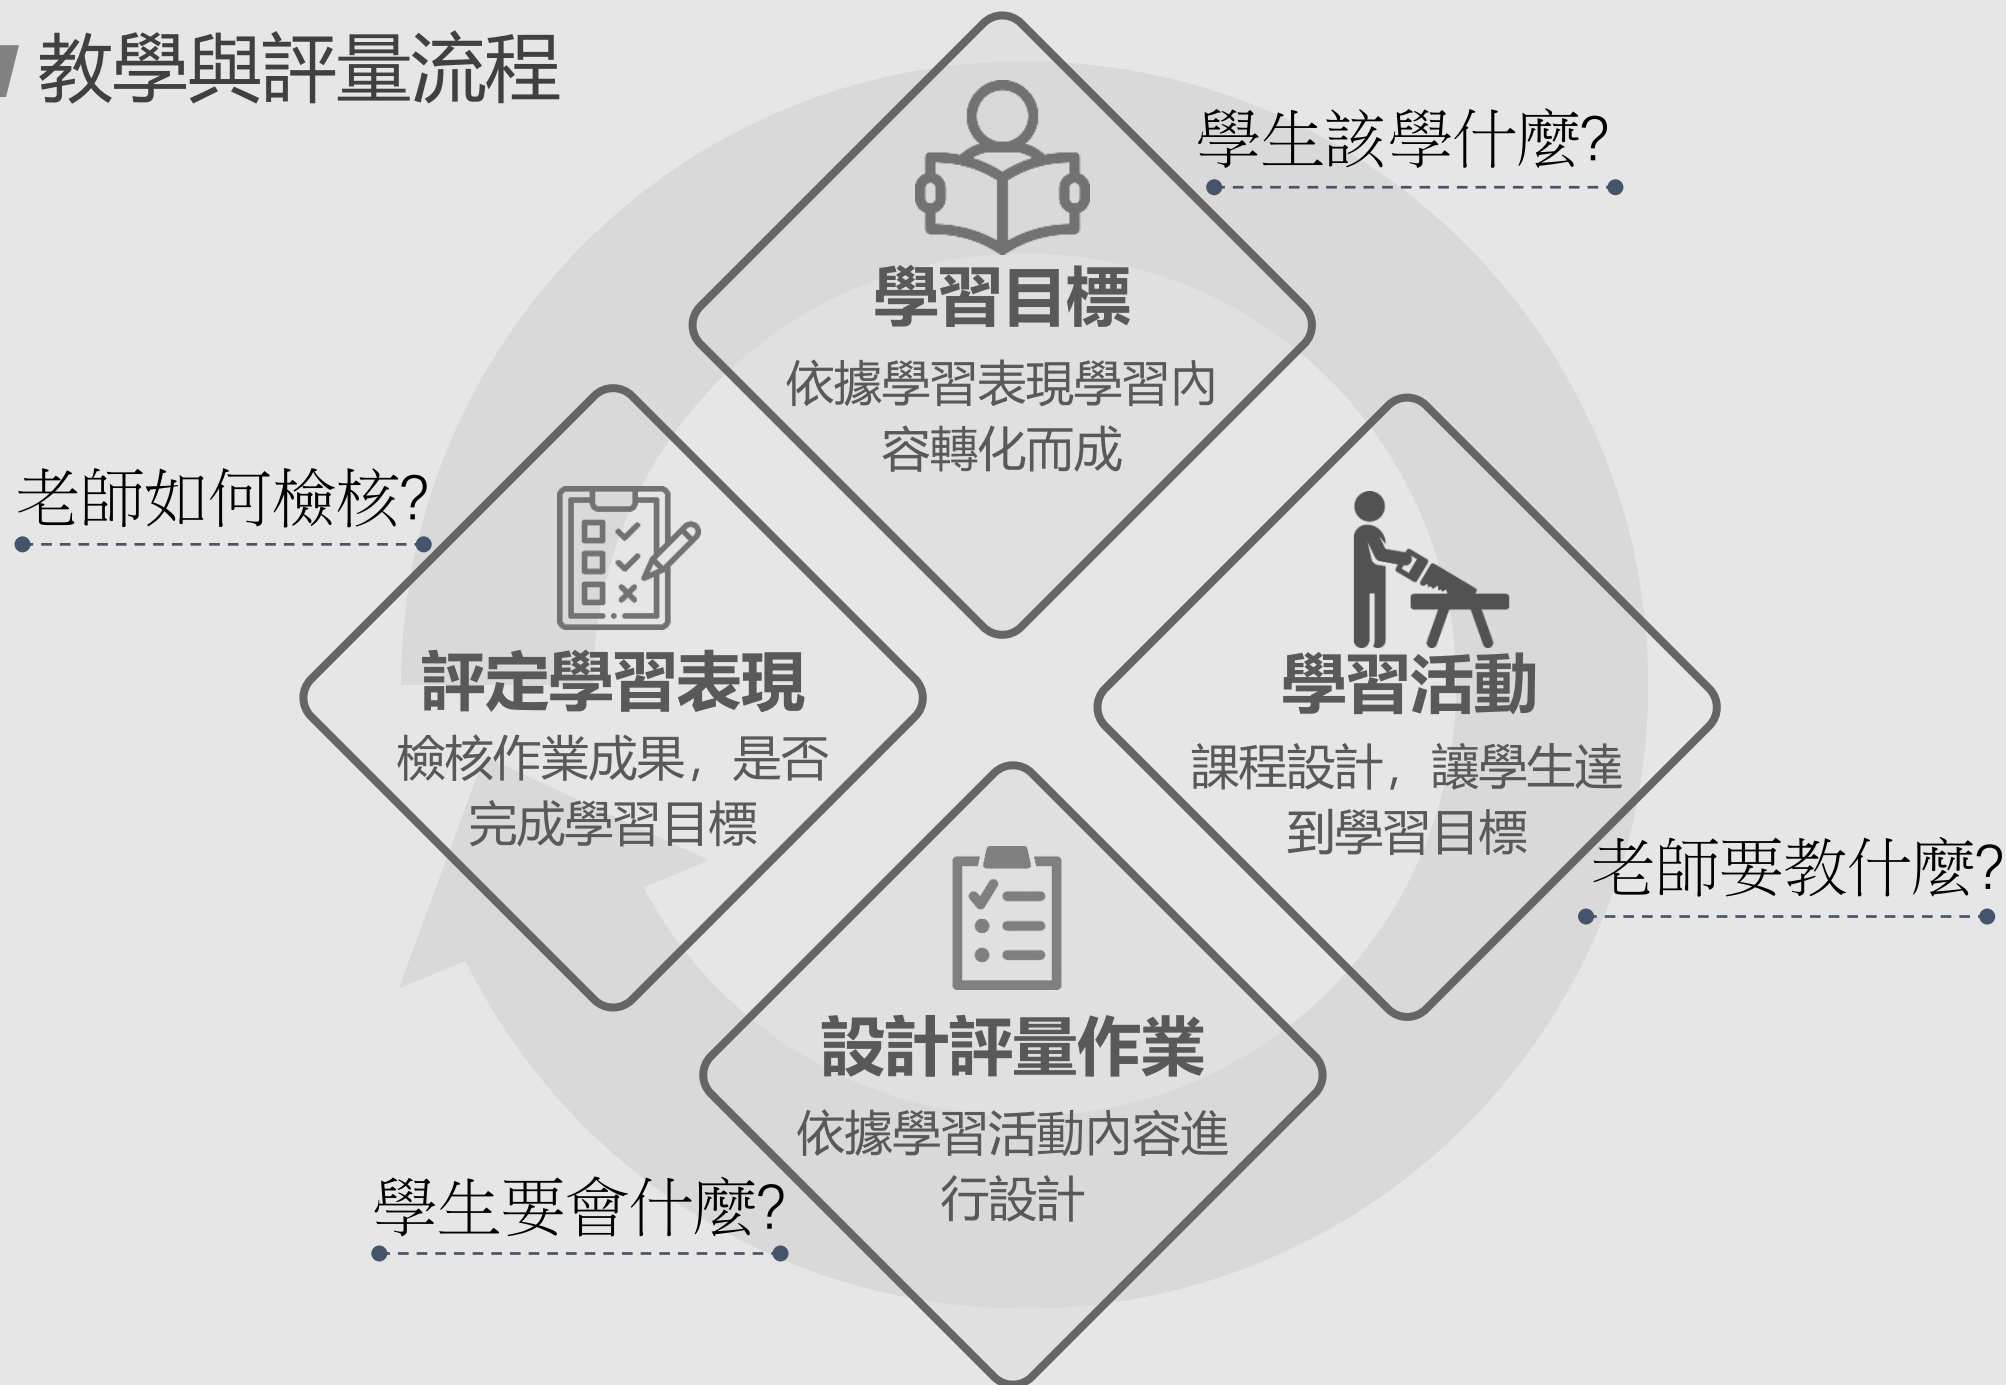 教學與評量流程
學生該學什麼?
學習目標
依據學習表現學習內
容轉化而成
老師如何檢核?
評定學習表現
檢核作業成果，是否
完成學習目標
學習活動
課程設計，讓學生達
到學習目標
老師要教什麼?
設計評量作業
依據學習活動內容進
行設計
學生要會什麼?